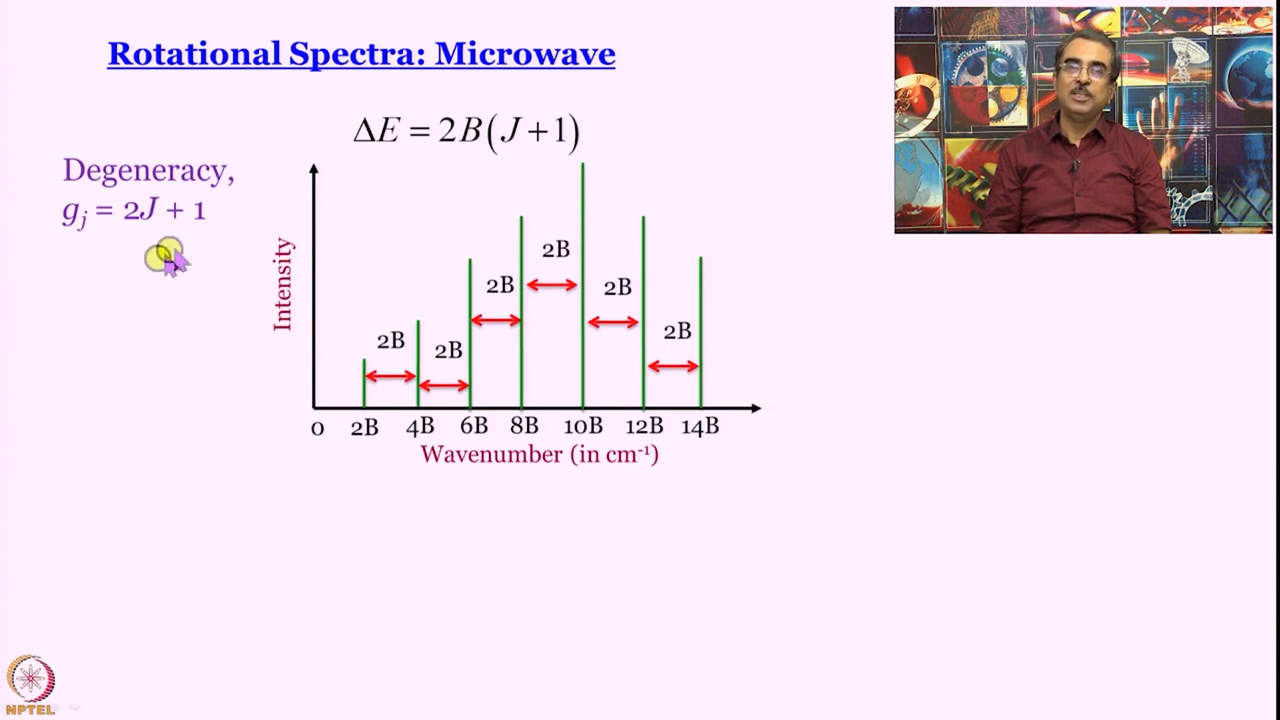 Rotational Spectra: Microwave
ΔE = 2B(J+1)
Degeneracy,
gj = 2J + 1
Intensity
2B
2B
2B
2B
2B
2B
0 2B 4B 6B 8B 10B 12B 14B
Wavenumber (in cm⁻¹)
NPTEL